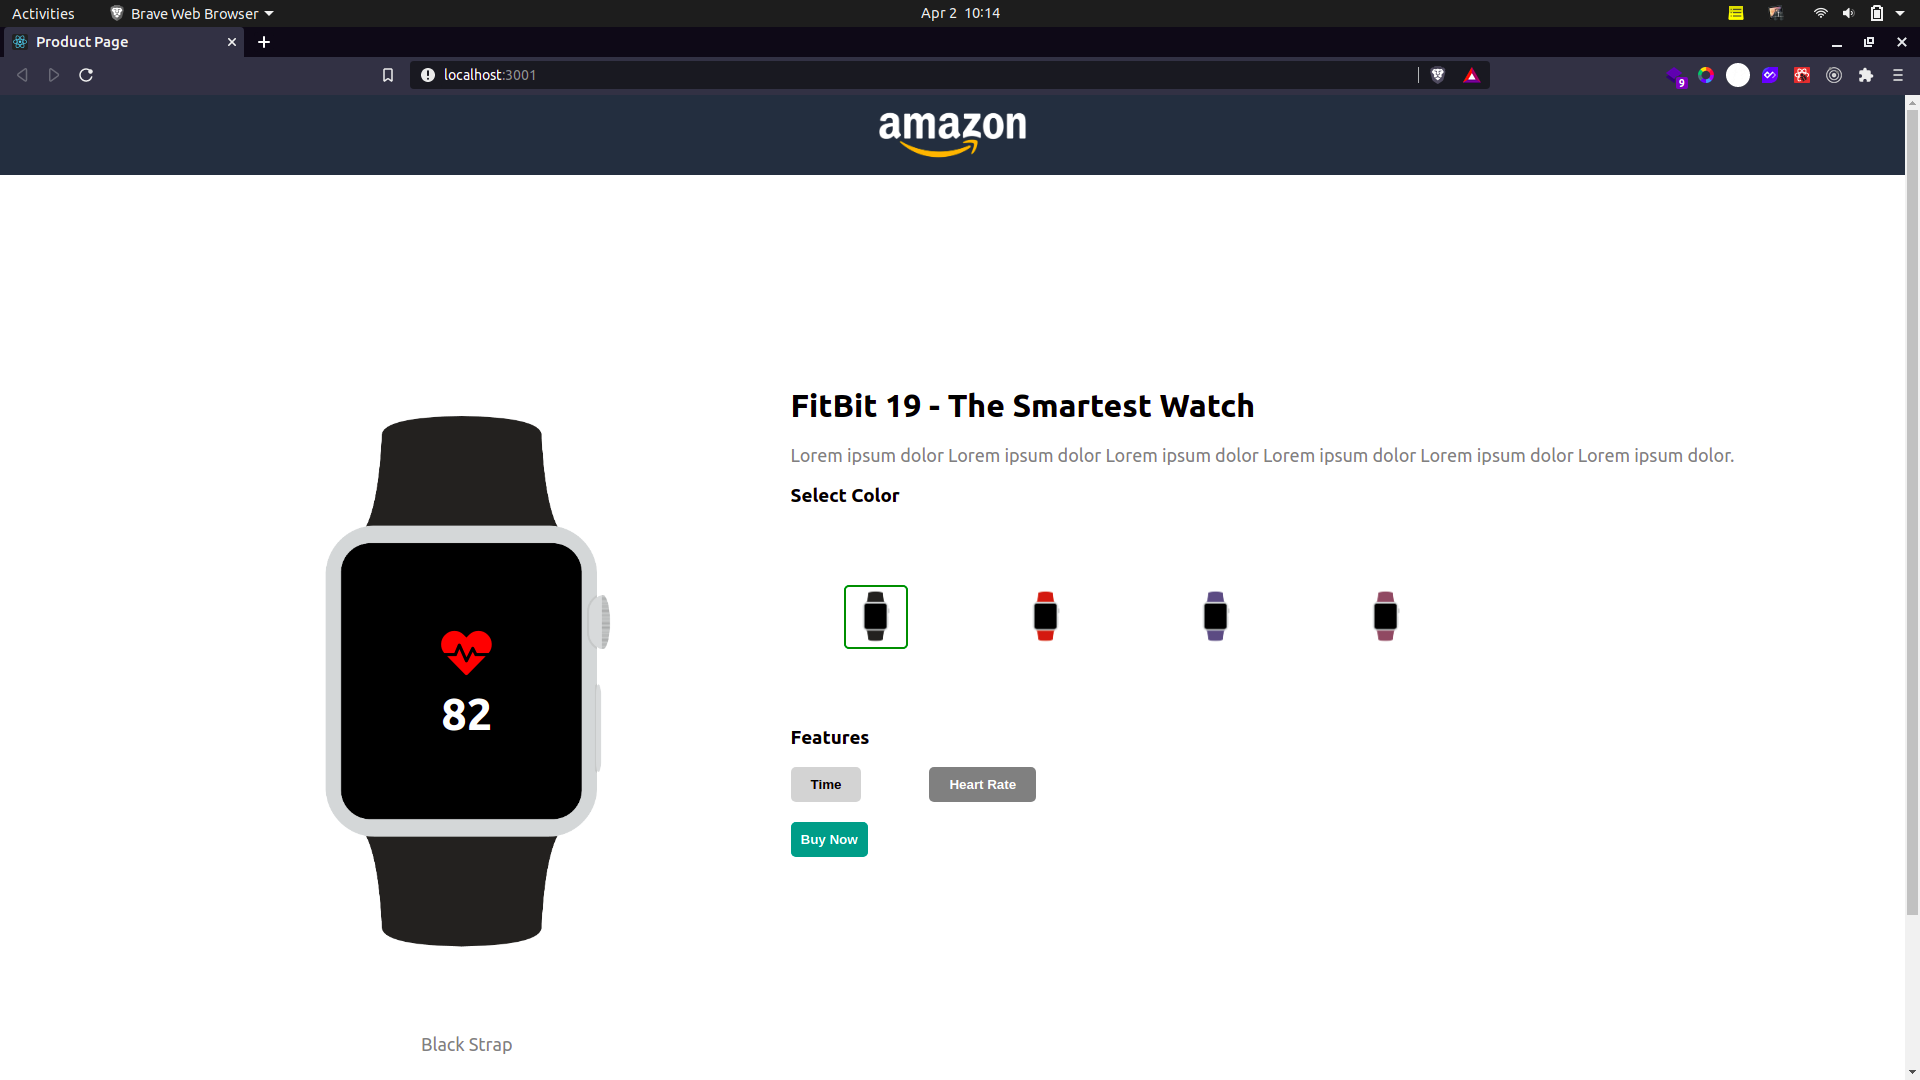 Activities
Brave Web Browser
Apr 2 10:14
Product Page
localhost:3001
9
amazon
FitBit 19 - The Smartest Watch
Lorem ipsum dolor Lorem ipsum dolor Lorem ipsum dolor Lorem ipsum dolor Lorem ipsum dolor Lorem ipsum dolor.
Select Color
82
Features
Time
Heart Rate
Buy Now
Black Strap